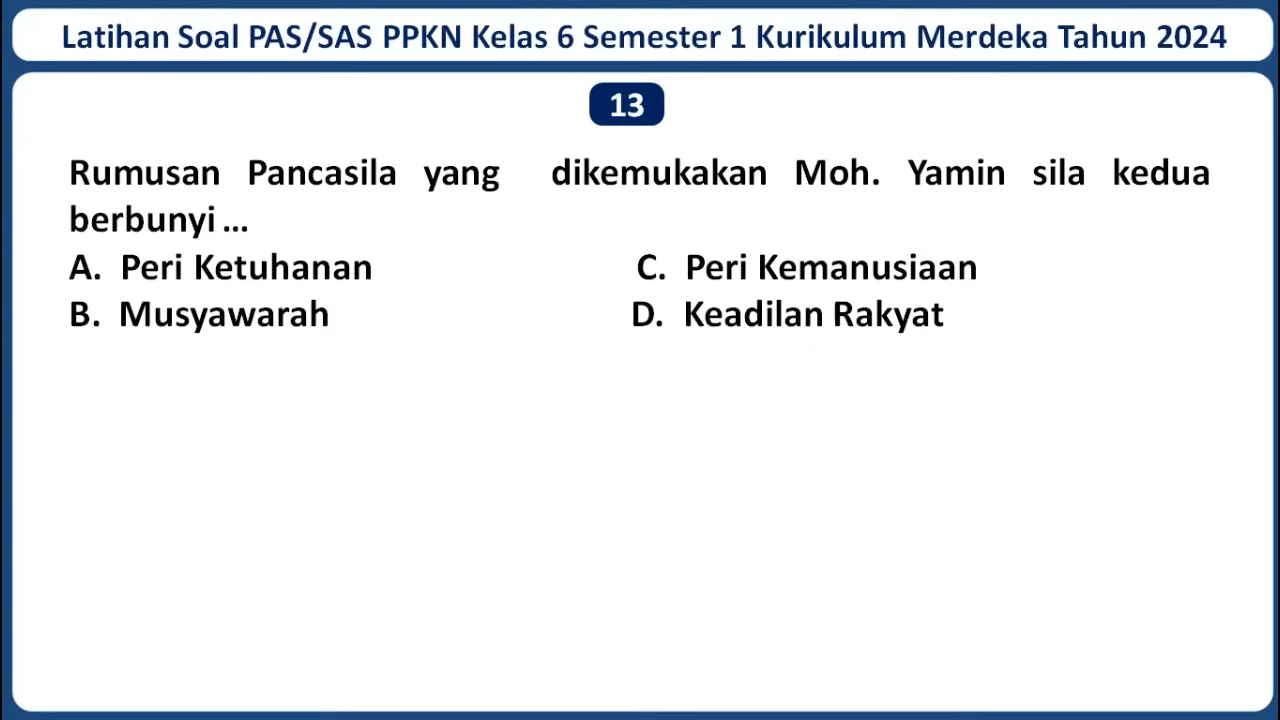 Latihan Soal PAS/SAS PPKN Kelas 6 Semester 1 Kurikulum Merdeka Tahun 2024
13
Rumusan Pancasila yang dikemukakan Moh. Yamin sila kedua
berbunyi ...
A. Peri Ketuhanan C. Peri Kemanusiaan
B. Musyawarah D. Keadilan Rakyat